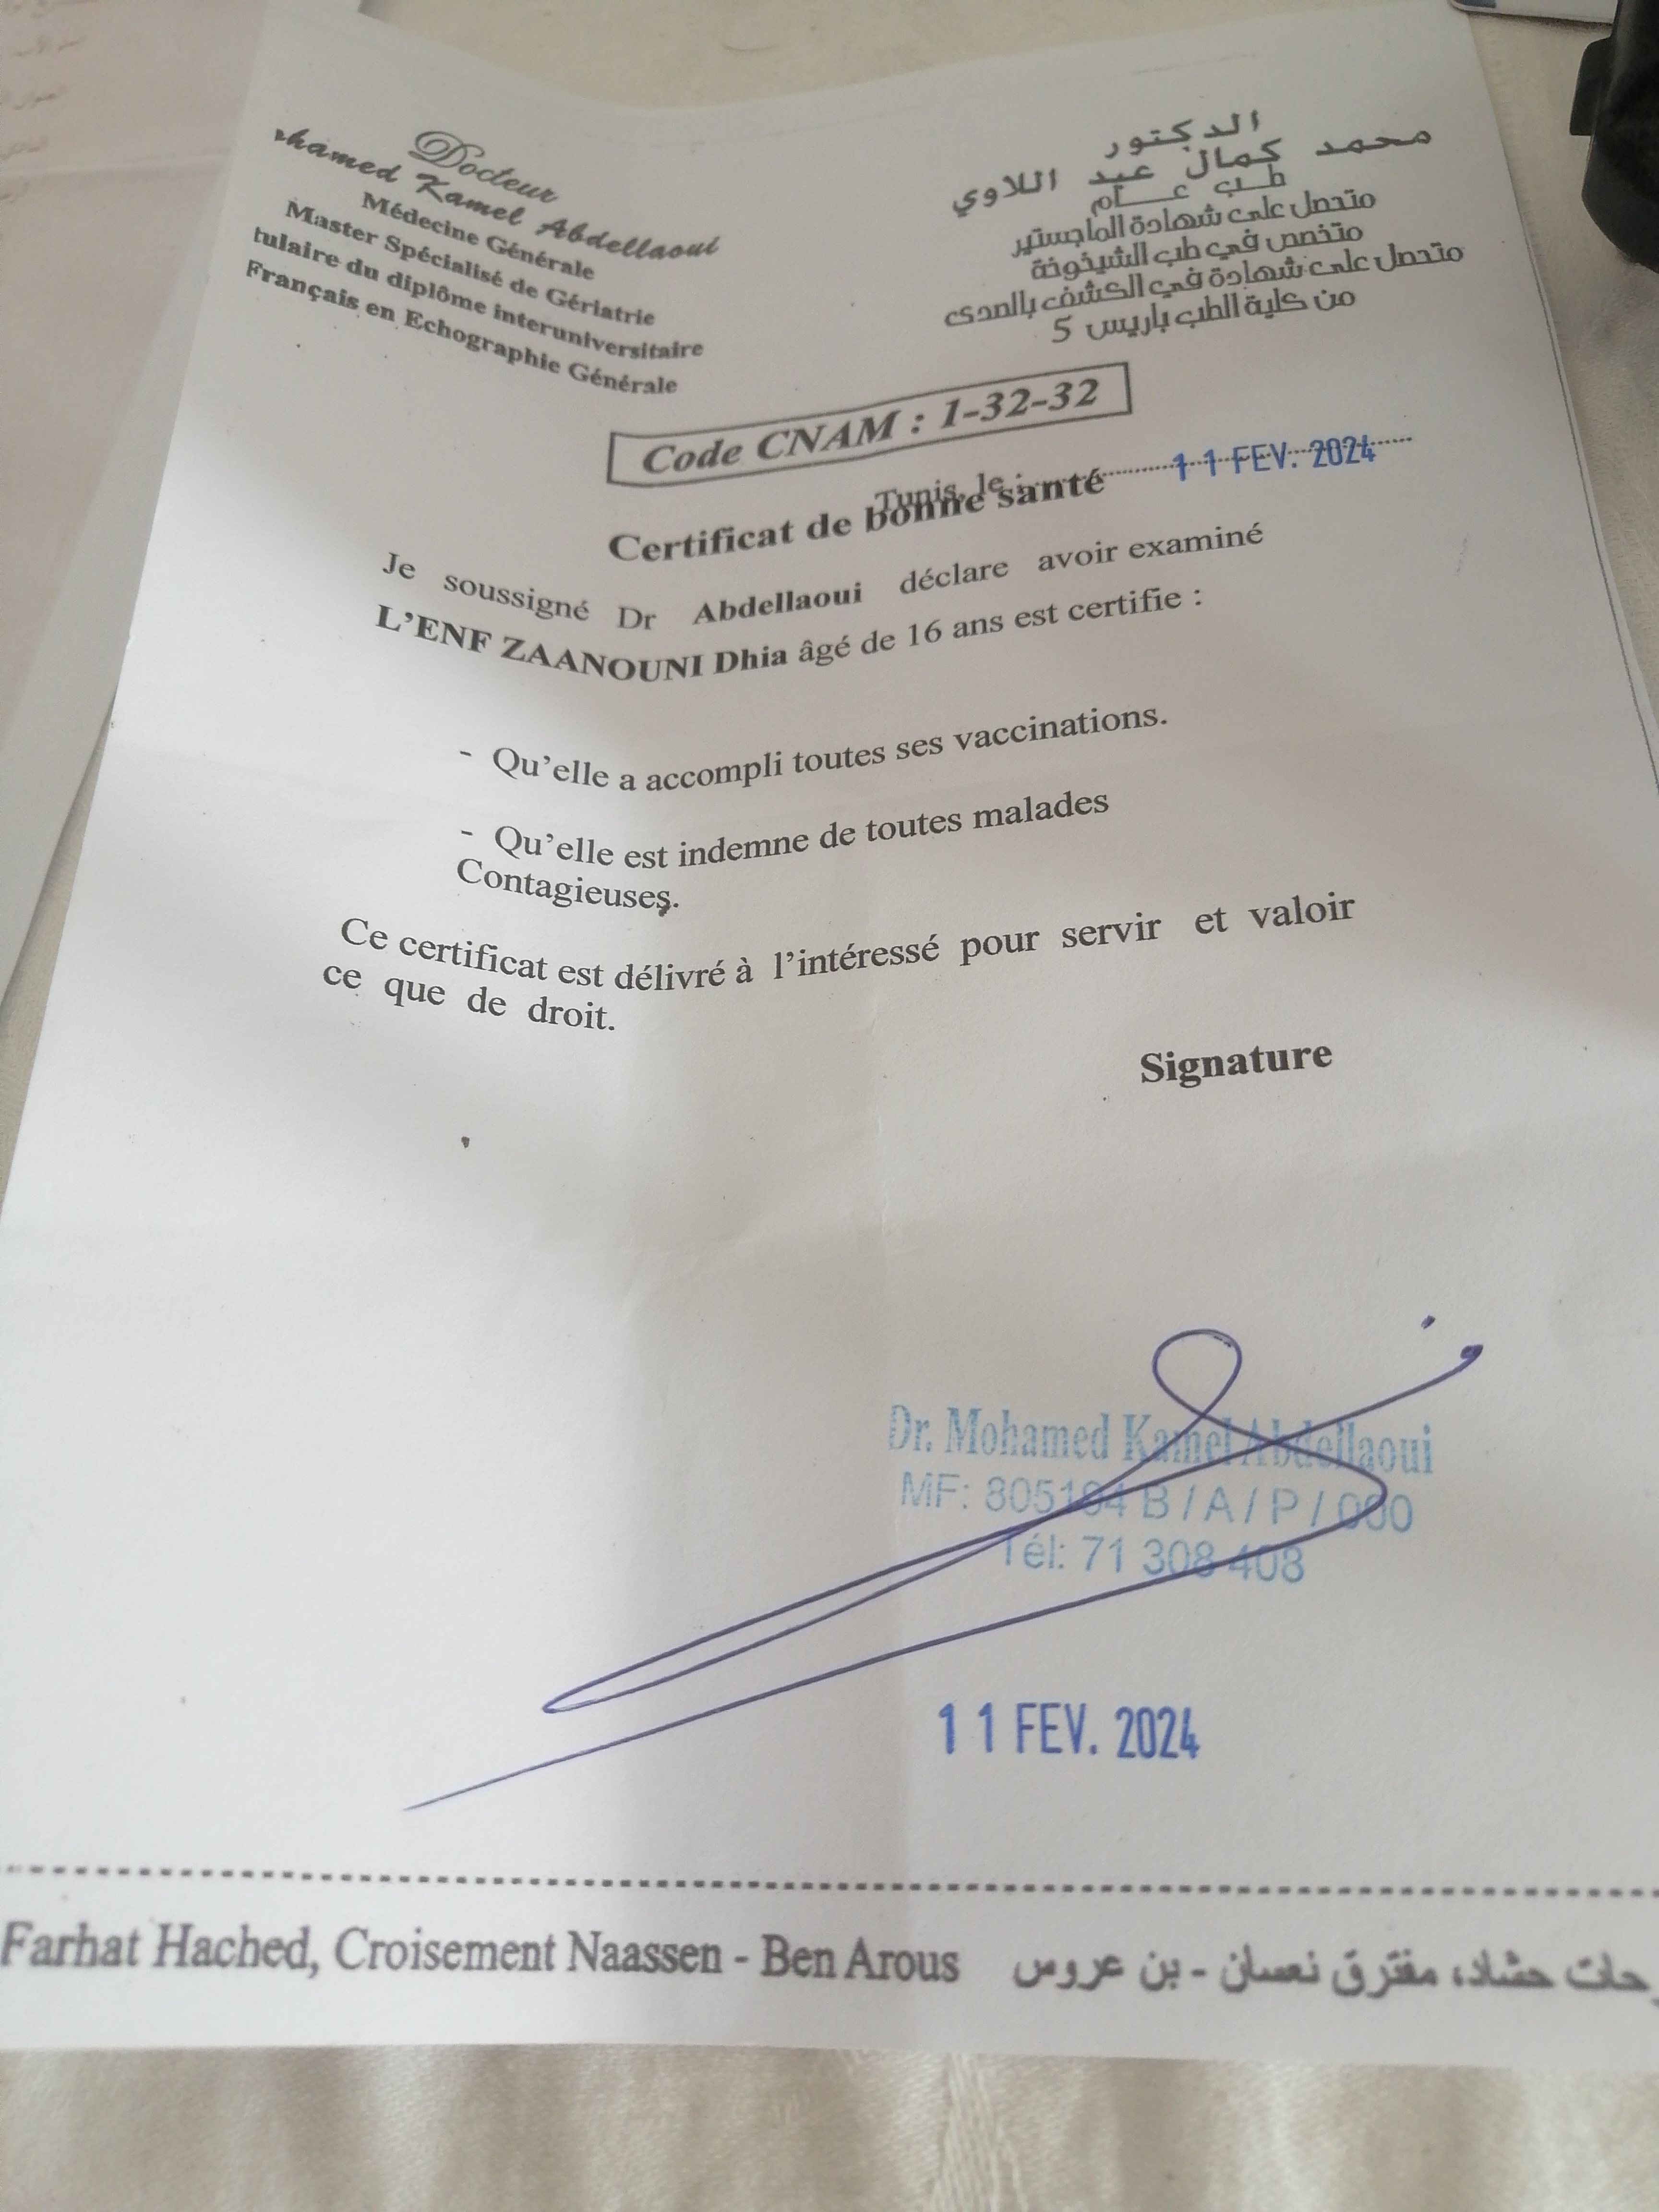 Docteur
hamed Kamel Abdellaoui
Médecine Générale
Master Spécialisé de Gériatrie
tulaire du diplôme interuniversitaire
Français en Echographie Générale
الدكتور
محمد كمال عبد اللاوي
طب عام
متحصل على شهادة الماجستير
متخصص في طب الشيخوخة
متحصل على شهادة في الكشف بالصدى
من كلية الطب باريس 5
Code CNAM : 1-32-32
Tunis, le : 11 FEV. 2024
Certificat de bonne santé
Je soussigné Dr Abdellaoui déclare avoir examiné
L'ENF ZAANOUNI Dhia âgé de 16 ans est certifie :
- Qu'elle a accompli toutes ses vaccinations.
- Qu'elle est indemne de toutes malades
Contagieuses.
Ce certificat est délivré à l'intéressé pour servir et valoir
ce que de droit.
Signature
Dr. Mohamed Kamel Abdellaoui
MF: 805104 B / A / P / 000
Tél: 71 308 408
11 FEV. 2024
Farhat Hached, Croisement Naassen - Ben Arous
حات حشاد، مفترق نعسان - بن عروس